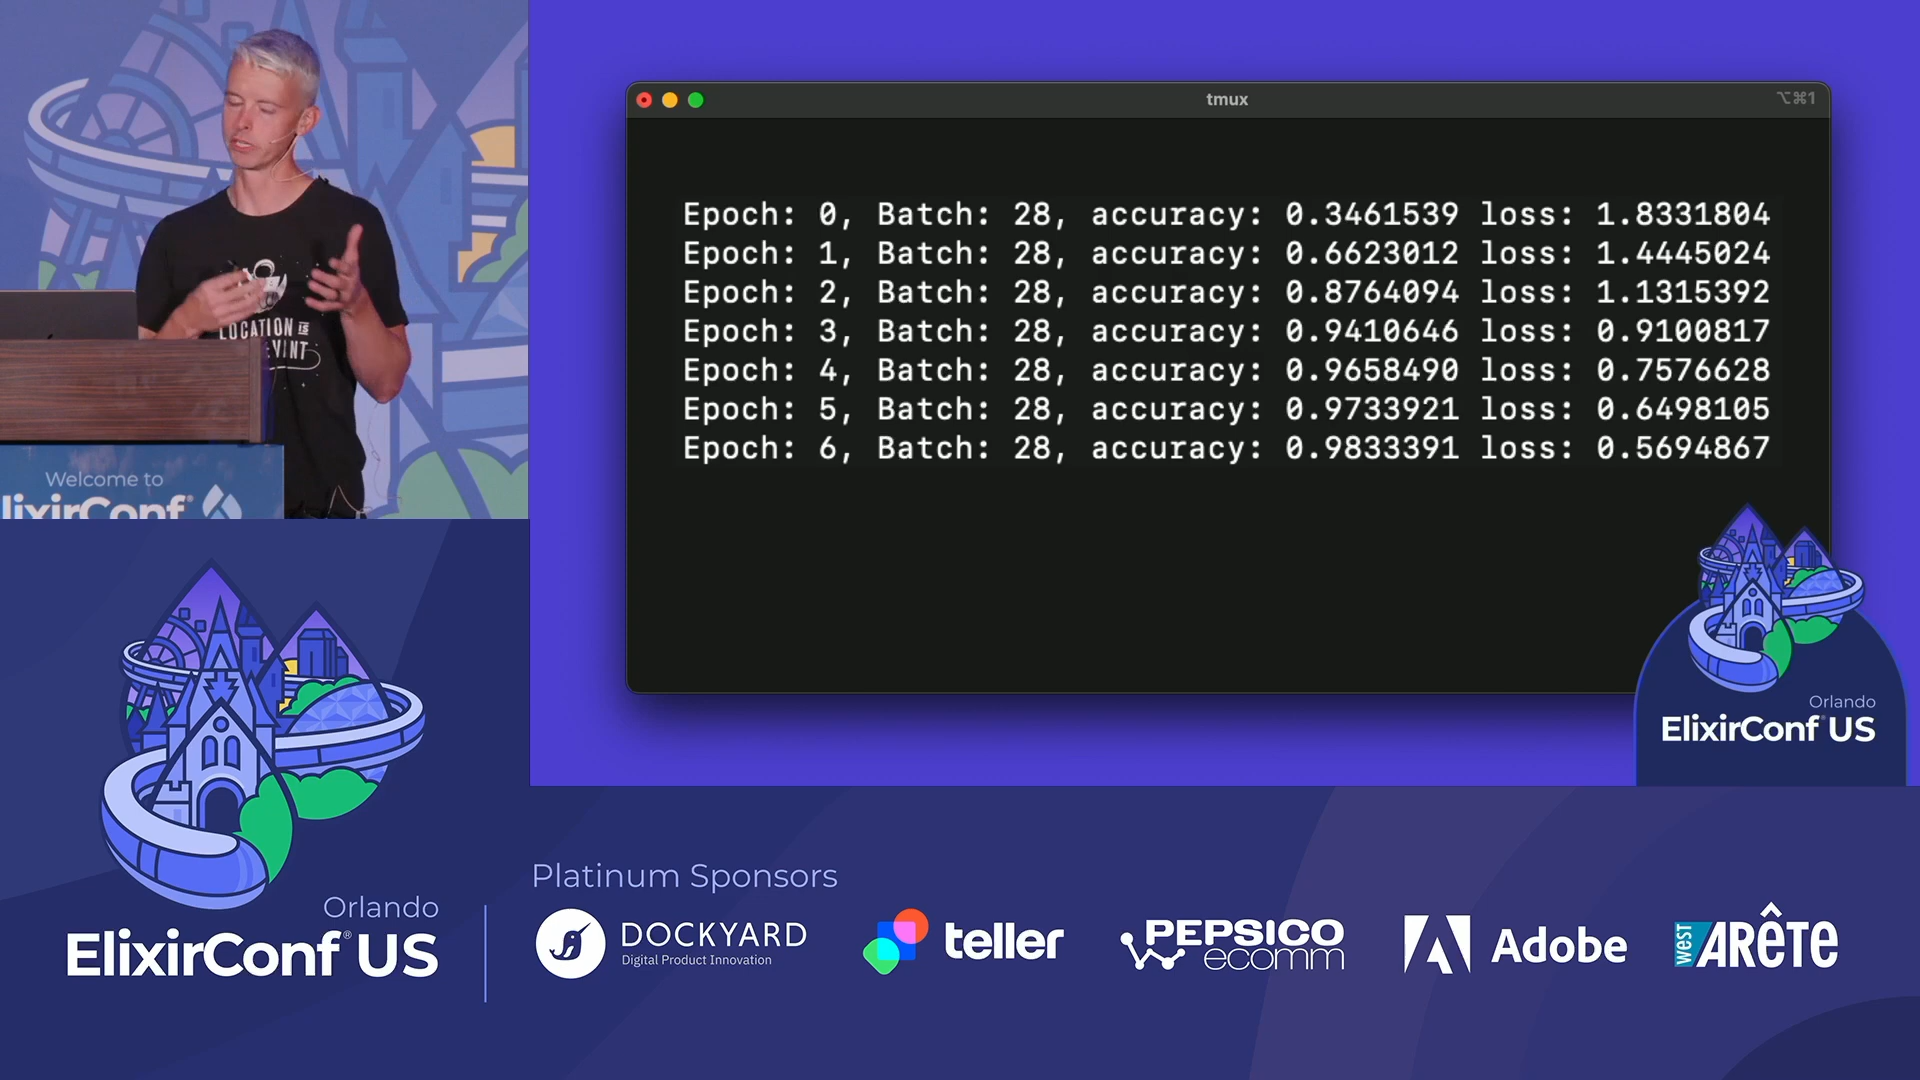 tmux
⌥⌘1
Epoch: 0, Batch: 28, accuracy: 0.3461539 loss: 1.8331804
Epoch: 1, Batch: 28, accuracy: 0.6623012 loss: 1.4445024
Epoch: 2, Batch: 28, accuracy: 0.8764094 loss: 1.1315392
Epoch: 3, Batch: 28, accuracy: 0.9410646 loss: 0.9100817
Epoch: 4, Batch: 28, accuracy: 0.9658490 loss: 0.7576628
Epoch: 5, Batch: 28, accuracy: 0.9733921 loss: 0.6498105
Epoch: 6, Batch: 28, accuracy: 0.9833391 loss: 0.5694867
LOCATION IS
Welcome to
lixirConf®
Orlando
ElixirConf® US
Orlando
ElixirConf® US
Platinum Sponsors
DOCKYARD
Digital Product Innovation
teller
PEPSICO
ecomm
Adobe
west ARÊTE